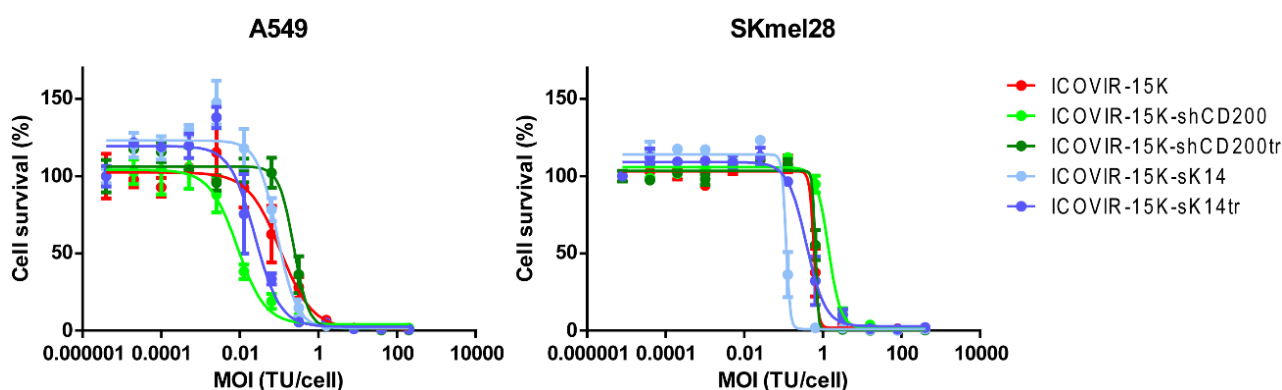 A549
SKmel28
Cell survival (%)
150
100
50
0
0.000001 0.0001 0.01 1 100 10000
MOI (TU/cell)
Cell survival (%)
150
100
50
0
0.000001 0.0001 0.01 1 100 10000
MOI (TU/cell)
ICOVIR-15K
ICOVIR-15K-shCD200
ICOVIR-15K-shCD200tr
ICOVIR-15K-sK14
ICOVIR-15K-sK14tr